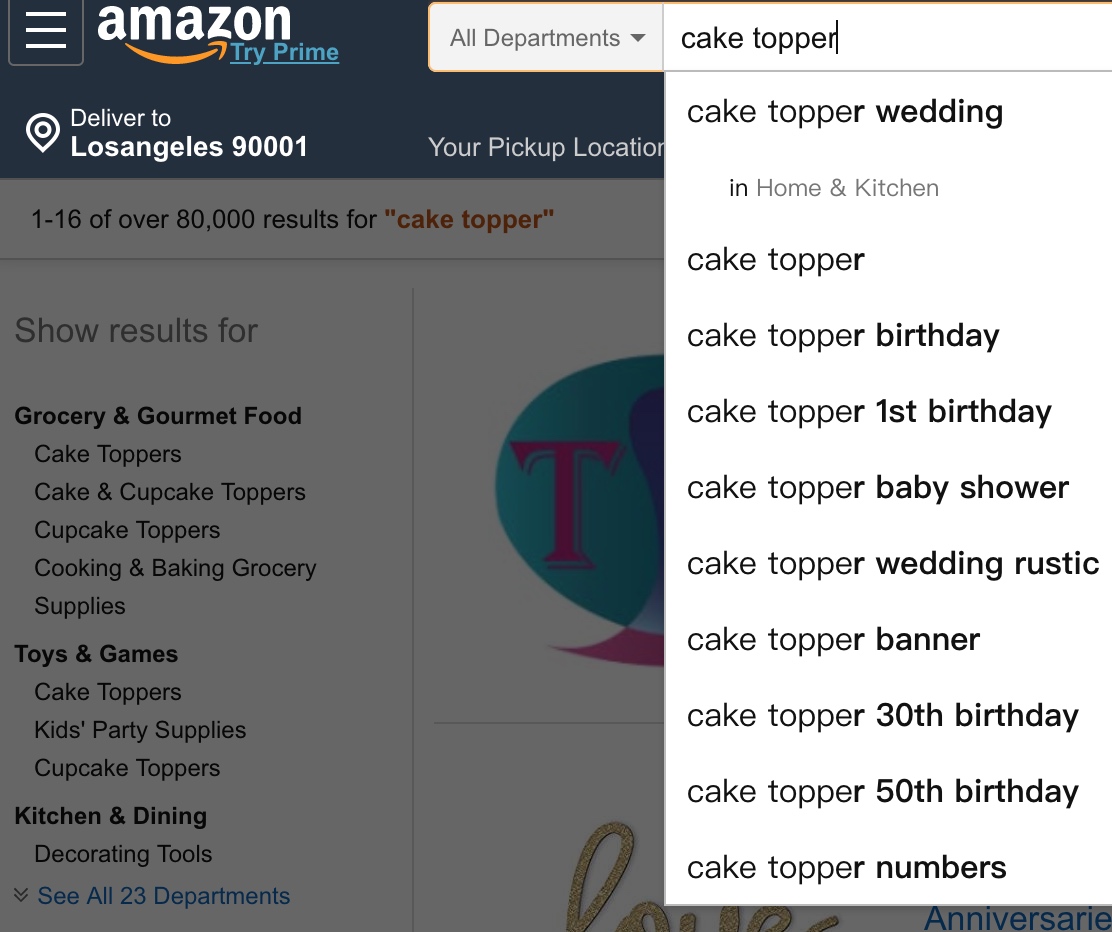 amazon
Try Prime
All Departments
cake topper
Deliver to
Losangeles 90001
Your Pickup Location
1-16 of over 80,000 results for "cake topper"
Show results for
Grocery & Gourmet Food
Cake Toppers
Cake & Cupcake Toppers
Cupcake Toppers
Cooking & Baking Grocery
Supplies
Toys & Games
Cake Toppers
Kids' Party Supplies
Cupcake Toppers
Kitchen & Dining
Decorating Tools
See All 23 Departments
cake topper wedding
in Home & Kitchen
cake topper
cake topper birthday
cake topper 1st birthday
cake topper baby shower
cake topper wedding rustic
cake topper banner
cake topper 30th birthday
cake topper 50th birthday
cake topper numbers
T
love
Anniversarie